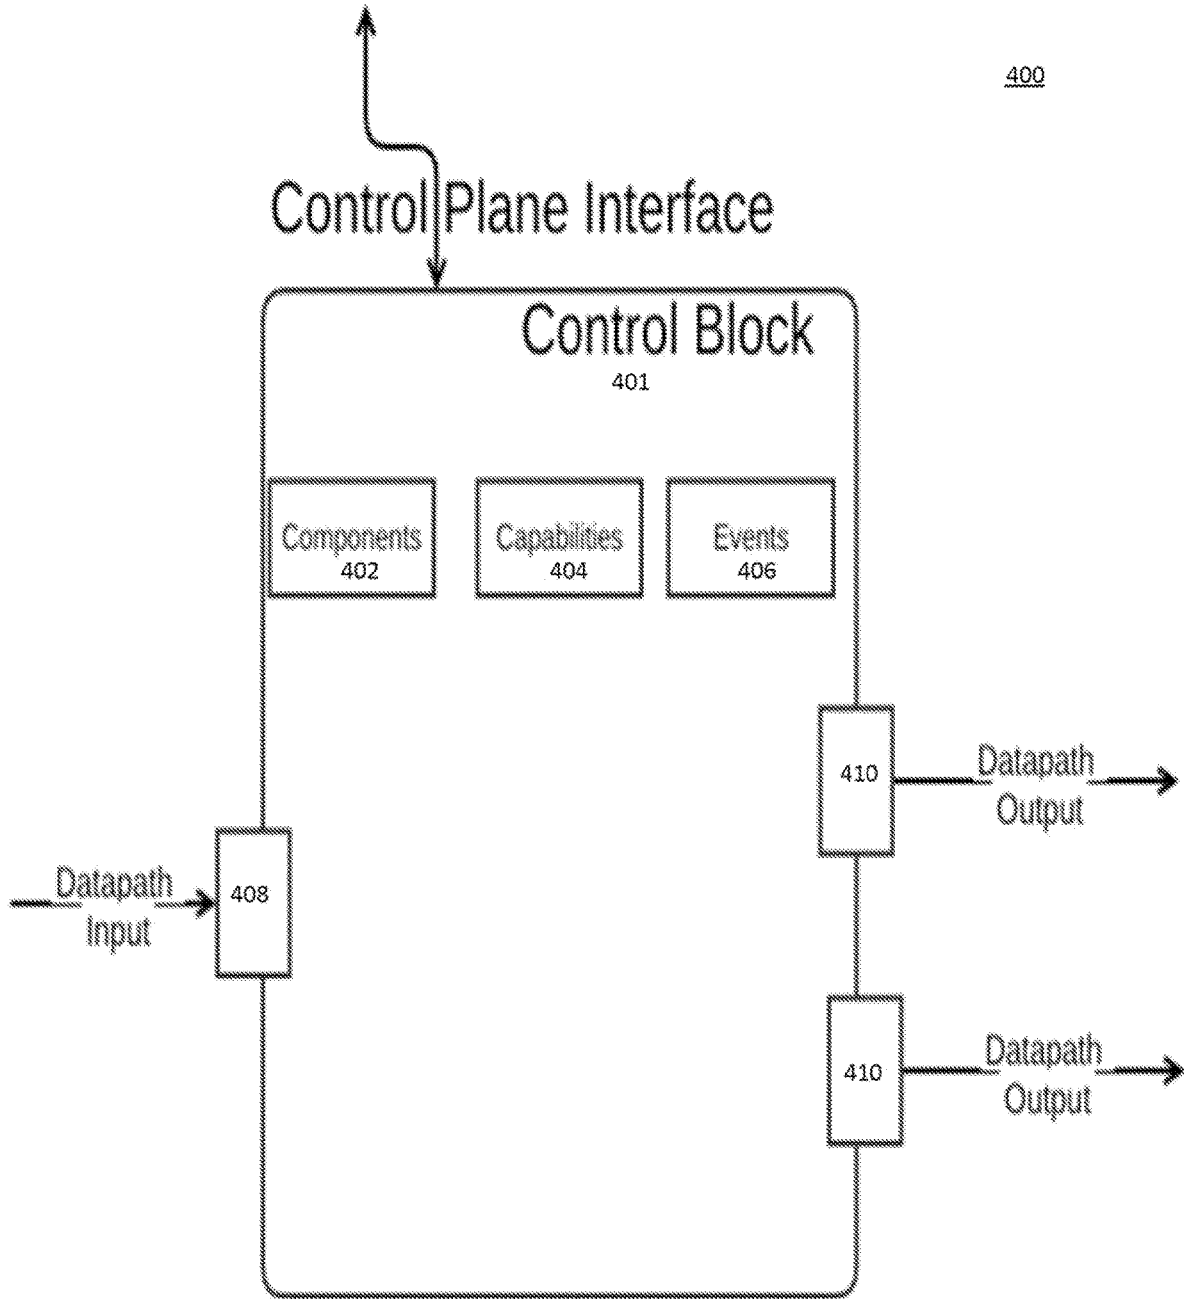 400
Control Plane Interface
Control Block
401
Components
402
Capabilities
404
Events
406
410
Datapath
Output
408
Datapath
Input
410
Datapath
Output